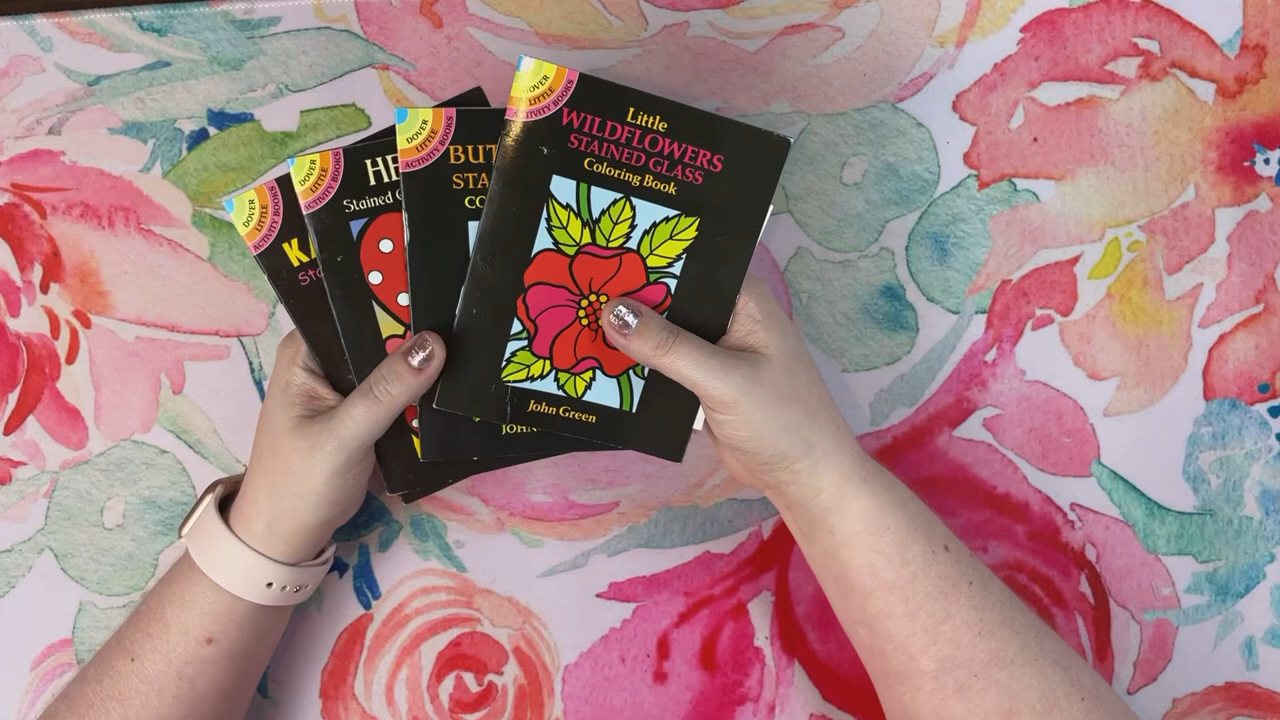 DOVER
LITTLE
ACTIVITY BOOKS
Little
WILDFLOWERS
STAINED GLASS
Coloring Book
John Green
DOVER
LITTLE
ACTIVITY BOOKS
BUT
STA
CO
JOHN
DOVER
LITTLE
ACTIVITY BOOKS
HE
Stained G
DOVER
LITTLE
ACTIVITY BOOKS